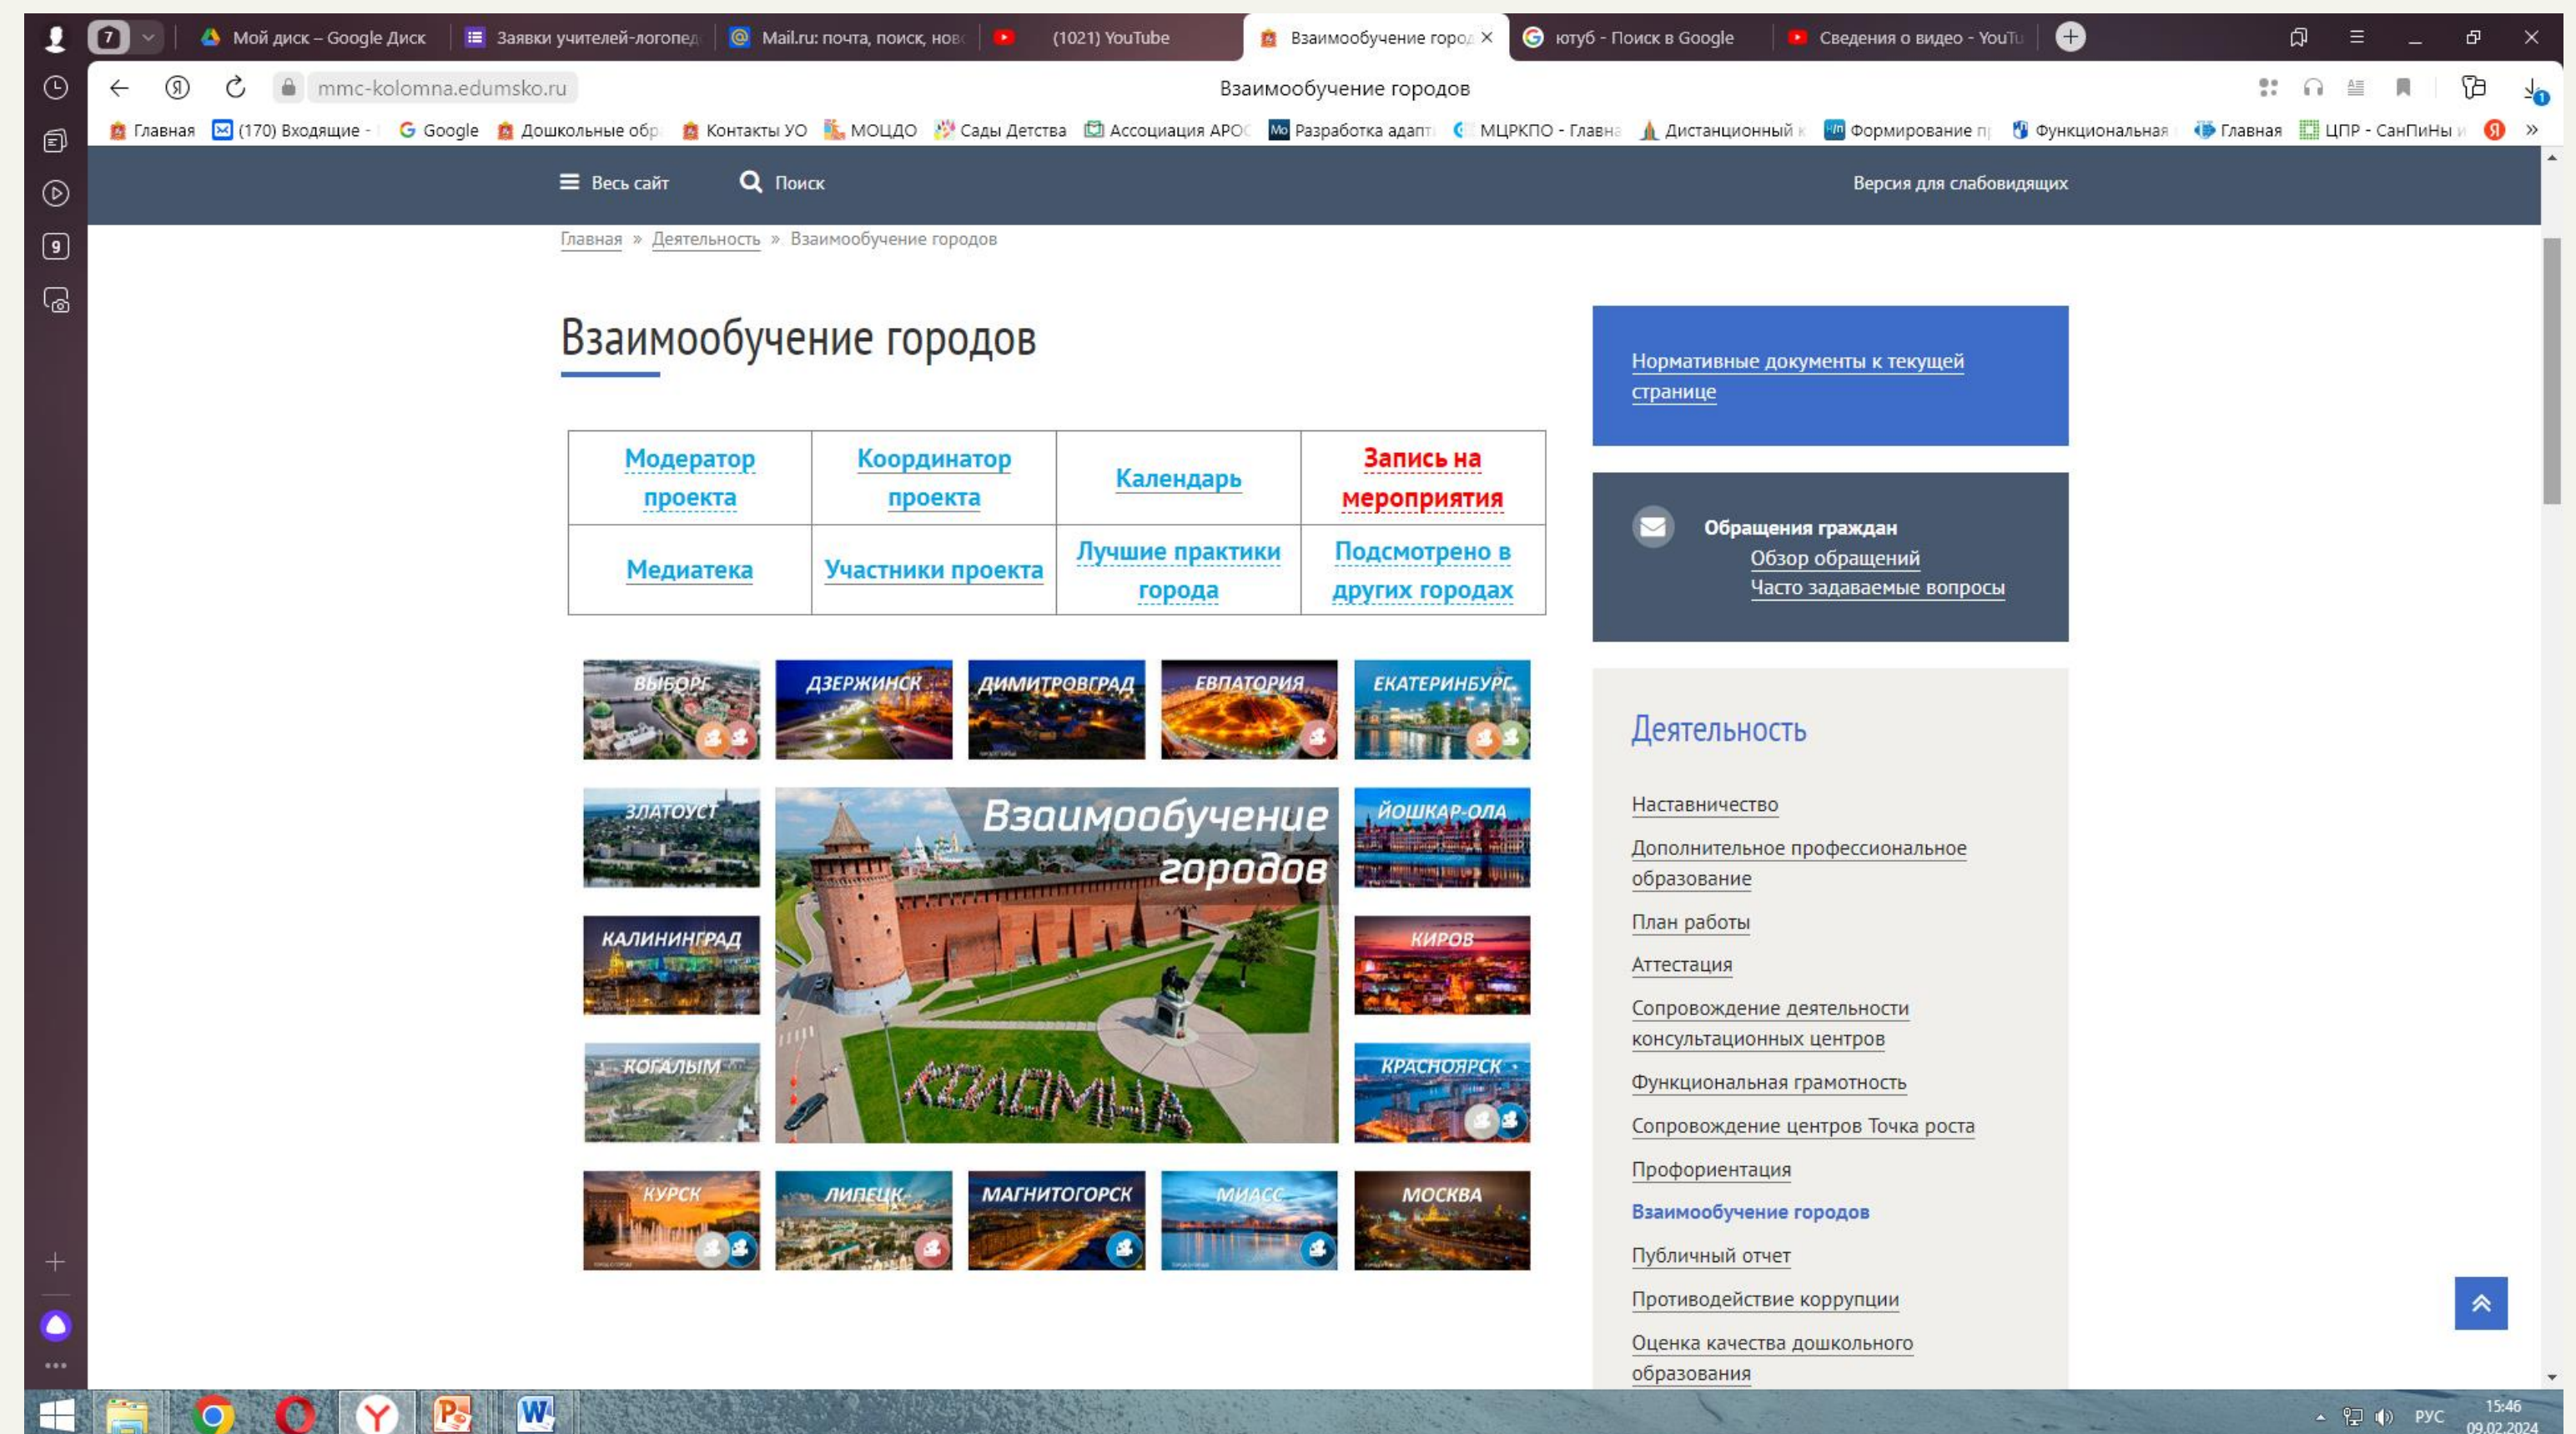 7
Мой диск – Google Диск
Заявки учителей-логопед
Mail.ru: почта, поиск, нов
(1021) YouTube
Взаимообучение город
ютуб - Поиск в Google
Сведения о видео - YouTu
mmc-kolomna.edumsko.ru
Взаимообучение городов
Главная
(170) Входящие -
Google
Дошкольные обр
Контакты УО
МОЦДО
Сады Детства
Ассоциация АРО
Разработка адапт
МЦРКПО - Главн
Дистанционный к
Формирование п
Функциональная
Главная
ЦПР - СанПиНы и
Весь сайт
Поиск
Версия для слабовидящих
9
Главная » Деятельность » Взаимообучение городов
Взаимообучение городов
Модератор проекта
Координатор проекта
Календарь
Запись на мероприятия
Медиатека
Участники проекта
Лучшие практики города
Подсмотрено в других городах
ВЫБОРГ
ДЗЕРЖИНСК
ДИМИТРОВГРАД
ЕВПАТОРИЯ
ЕКАТЕРИНБУРГ
ЗЛАТОУСТ
Взаимообучение
городов
ЙОШКАР-ОЛА
КАЛИНИНГРАД
КИРОВ
КОГАЛЫМ
КОЛОМНА
КРАСНОЯРСК
КУРСК
ЛИПЕЦК
МАГНИТОГОРСК
МИАСС
МОСКВА
Нормативные документы к текущей
странице
Обращения граждан
Обзор обращений
Часто задаваемые вопросы
Деятельность
Наставничество
Дополнительное профессиональное
образование
План работы
Аттестация
Сопровождение деятельности
консультационных центров
Функциональная грамотность
Сопровождение центров Точка роста
Профориентация
Взаимообучение городов
Публичный отчет
Противодействие коррупции
Оценка качества дошкольного
образования
РУС
15:46
09.02.2024